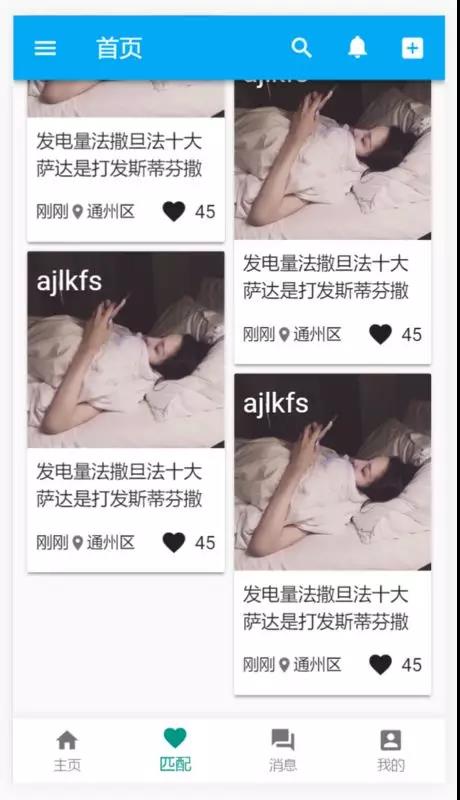 首页
ajlkfs
发电量法撒旦法十大
萨达是打发斯蒂芬撒
刚刚 通州区 45
发电量法撒旦法十大
萨达是打发斯蒂芬撒
刚刚 通州区 45
ajlkfs
发电量法撒旦法十大
萨达是打发斯蒂芬撒
刚刚 通州区 45
ajlkfs
发电量法撒旦法十大
萨达是打发斯蒂芬撒
刚刚 通州区 45
主页
匹配
消息
我的